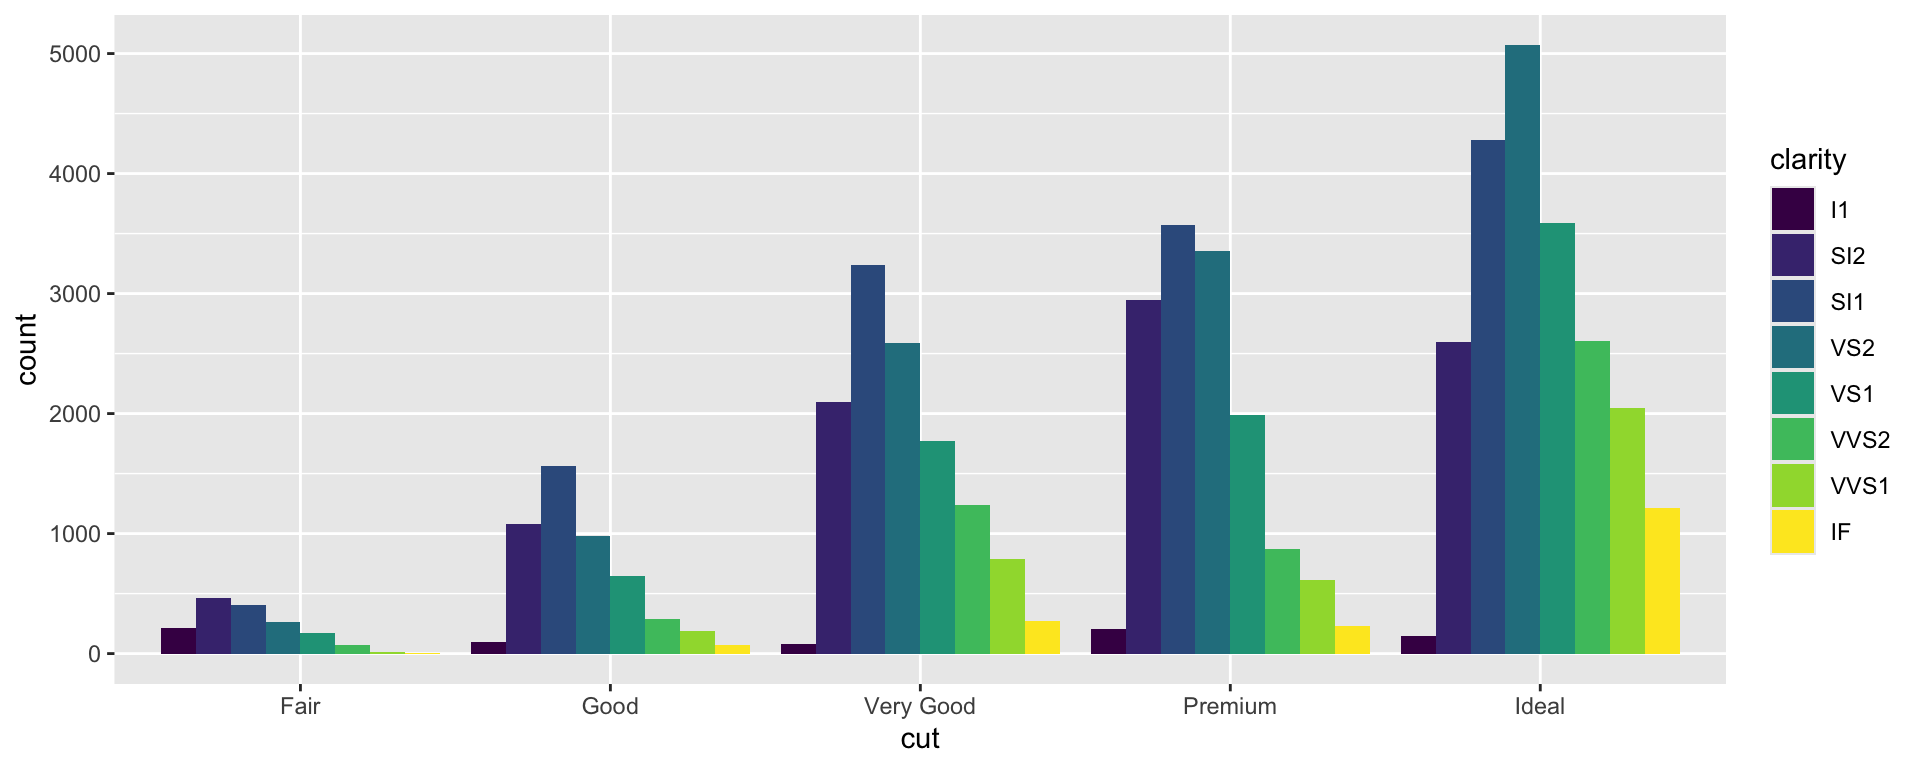 5000
4000
3000
2000
1000
0
count
Fair Good Very Good Premium Ideal
cut
clarity
I1
SI2
SI1
VS2
VS1
VVS2
VVS1
IF